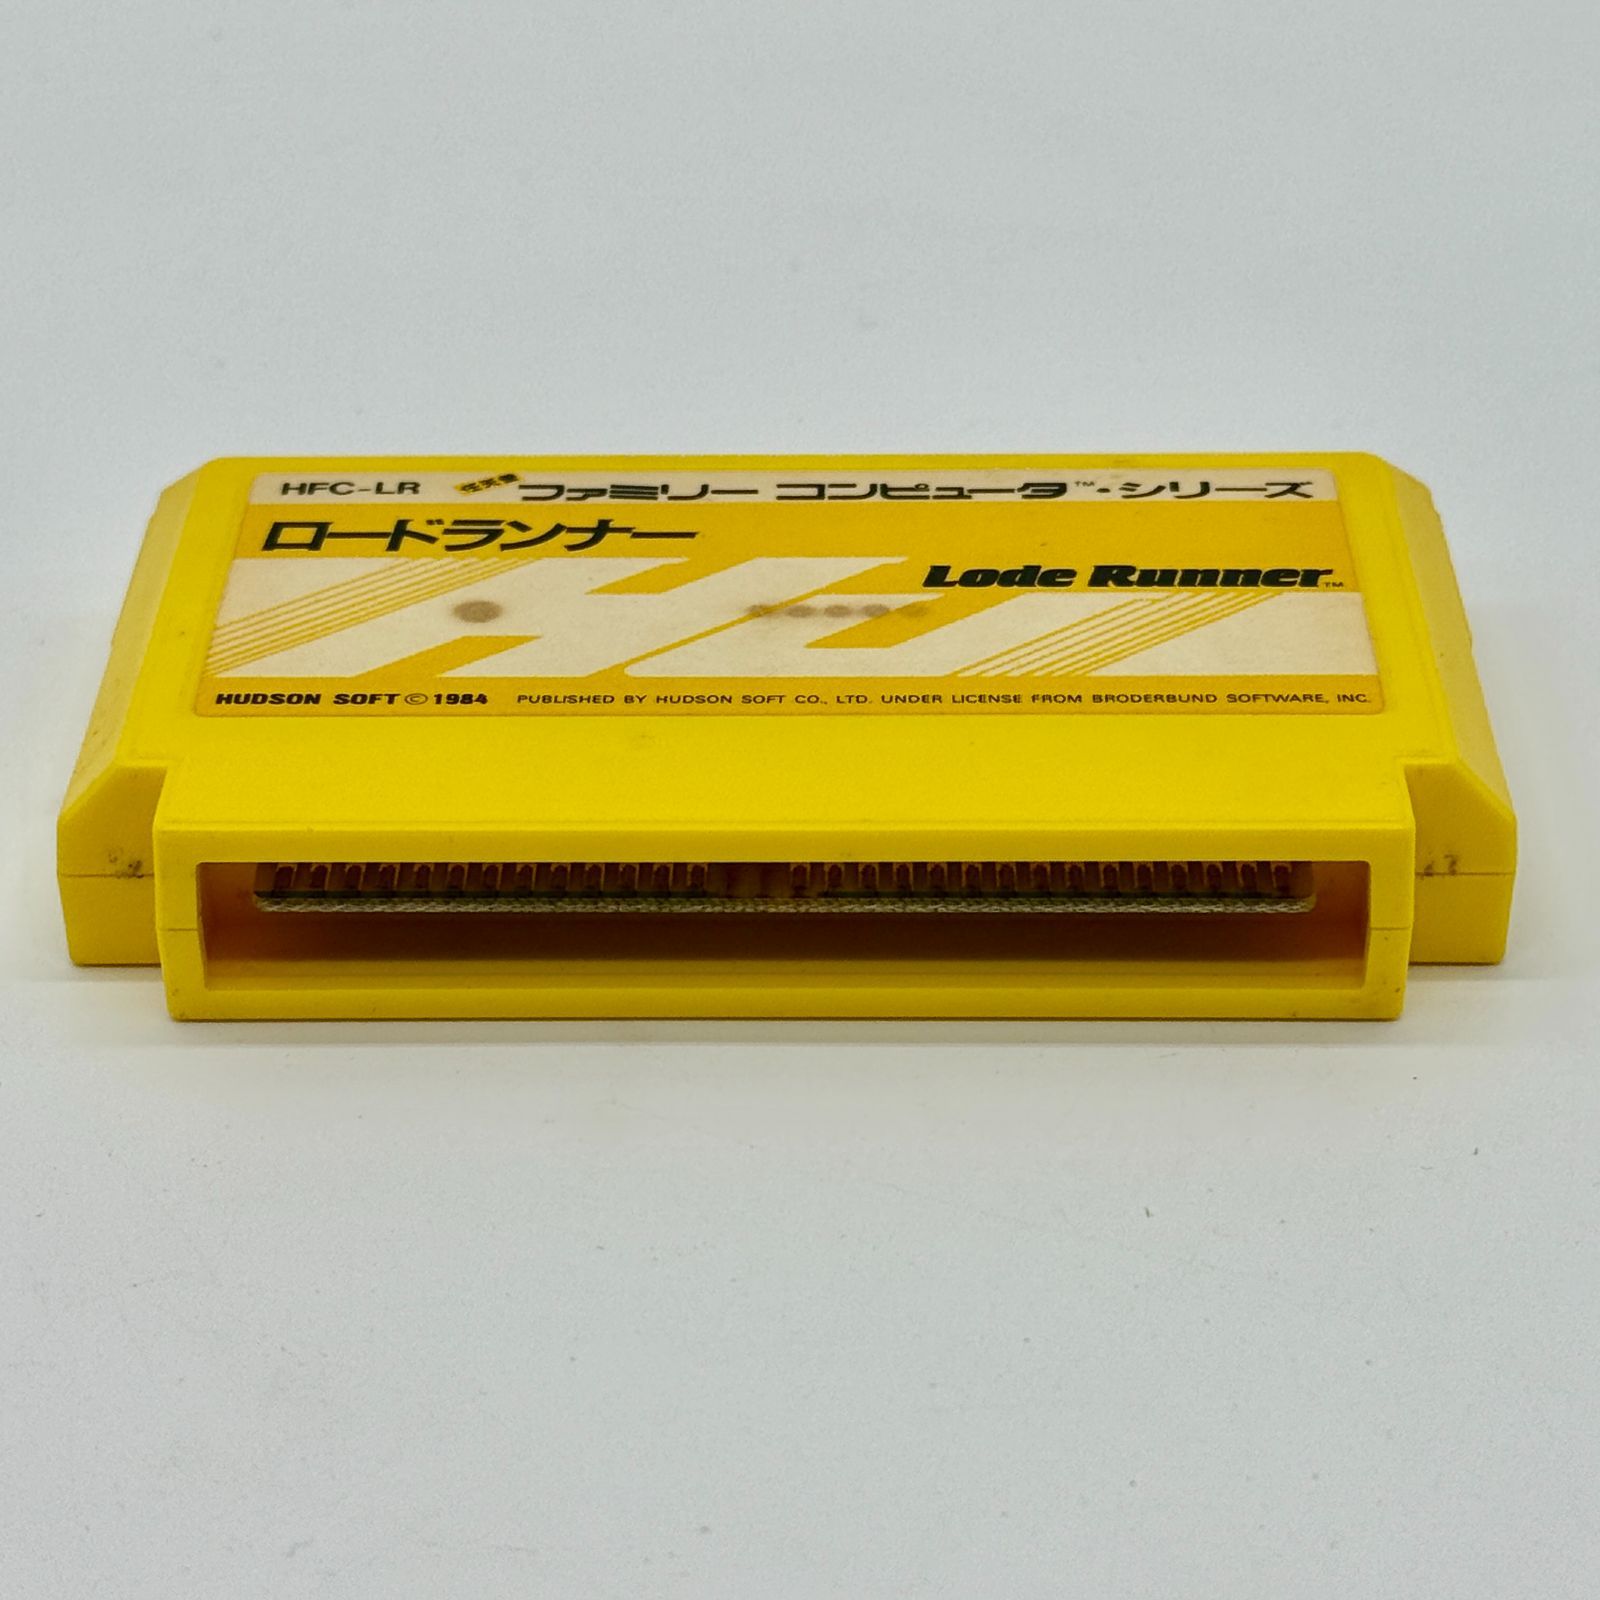 HFC-LR ファミリー コンピュータ™・シリーズ
ロードランナー
Lode Runner™
HUDSON SOFT © 1984 PUBLISHED BY HUDSON SOFT CO., LTD. UNDER LICENSE FROM BRODERBUND SOFTWARE, INC.